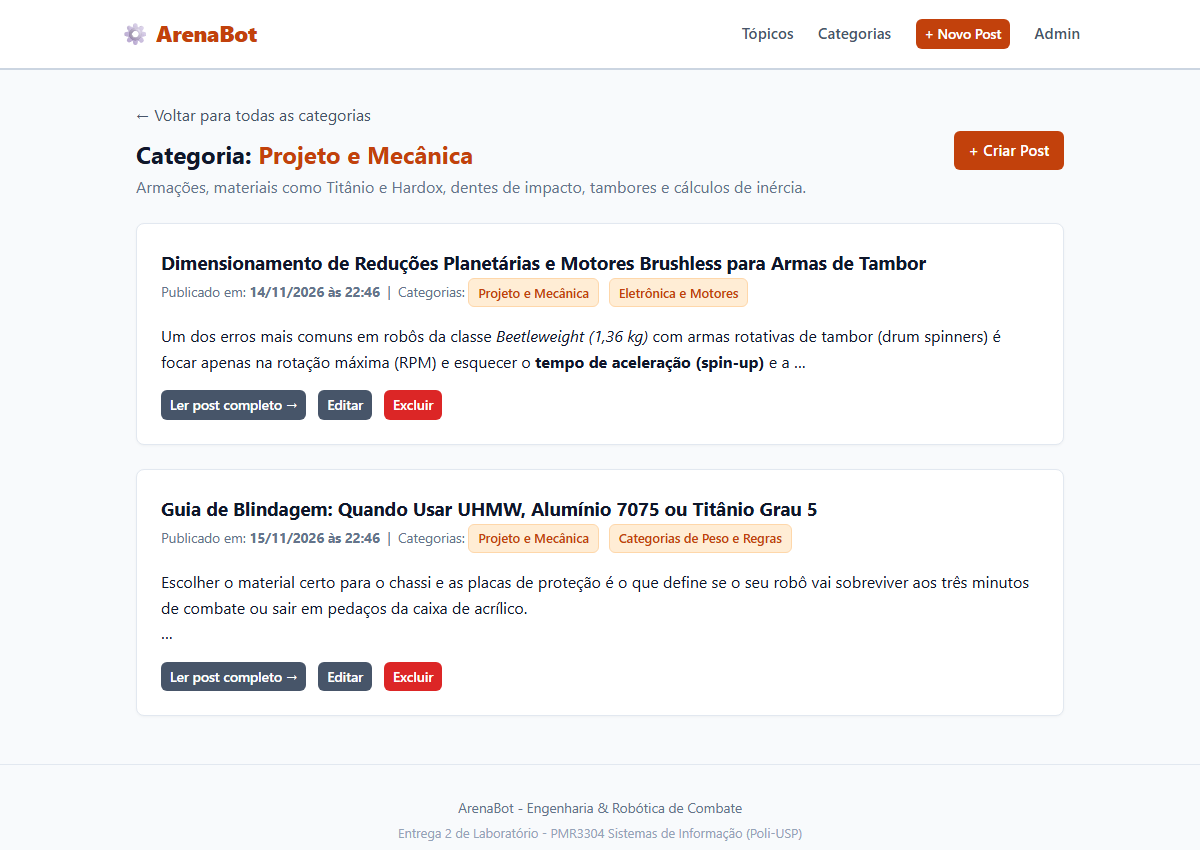 ArenaBot
Tópicos Categorias + Novo Post Admin
← Voltar para todas as categorias
Categoria: Projeto e Mecânica
+ Criar Post
Armações, materiais como Titânio e Hardox, dentes de impacto, tambores e cálculos de inércia.
Dimensionamento de Reduções Planetárias e Motores Brushless para Armas de Tambor
Publicado em: 14/11/2026 às 22:46 | Categorias: Projeto e Mecânica Eletrônica e Motores
Um dos erros mais comuns em robôs da classe Beetleweight (1,36 kg) com armas rotativas de tambor (drum spinners) é
focar apenas na rotação máxima (RPM) e esquecer o tempo de aceleração (spin-up) e a ...
Ler post completo → Editar Excluir
Guia de Blindagem: Quando Usar UHMW, Alumínio 7075 ou Titânio Grau 5
Publicado em: 15/11/2026 às 22:46 | Categorias: Projeto e Mecânica Categorias de Peso e Regras
Escolher o material certo para o chassi e as placas de proteção é o que define se o seu robô vai sobreviver aos três minutos
de combate ou sair em pedaços da caixa de acrílico.
...
Ler post completo → Editar Excluir
ArenaBot - Engenharia & Robótica de Combate
Entrega 2 de Laboratório - PMR3304 Sistemas de Informação (Poli-USP)